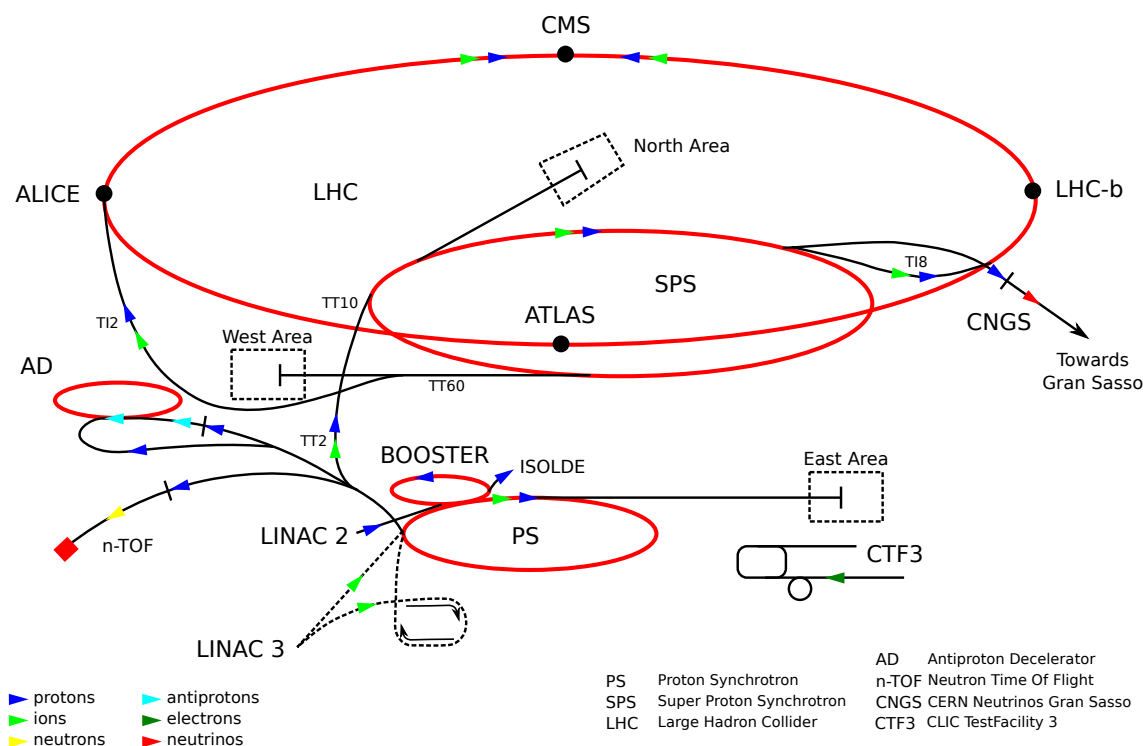 CMS
North Area
ALICE
LHC
LHC-b
TI8
SPS
TT10
ATLAS
CNGS
TI2
West Area
Towards
Gran Sasso
AD
TT60
TT2
BOOSTER
ISOLDE
East Area
LINAC 2
PS
n-TOF
CTF3
LINAC 3
protons
ions
neutrons
antiprotons
electrons
neutrinos
PS Proton Synchrotron
SPS Super Proton Synchrotron
LHC Large Hadron Collider
AD Antiproton Decelerator
n-TOF Neutron Time Of Flight
CNGS CERN Neutrinos Gran Sasso
CTF3 CLIC TestFacility 3